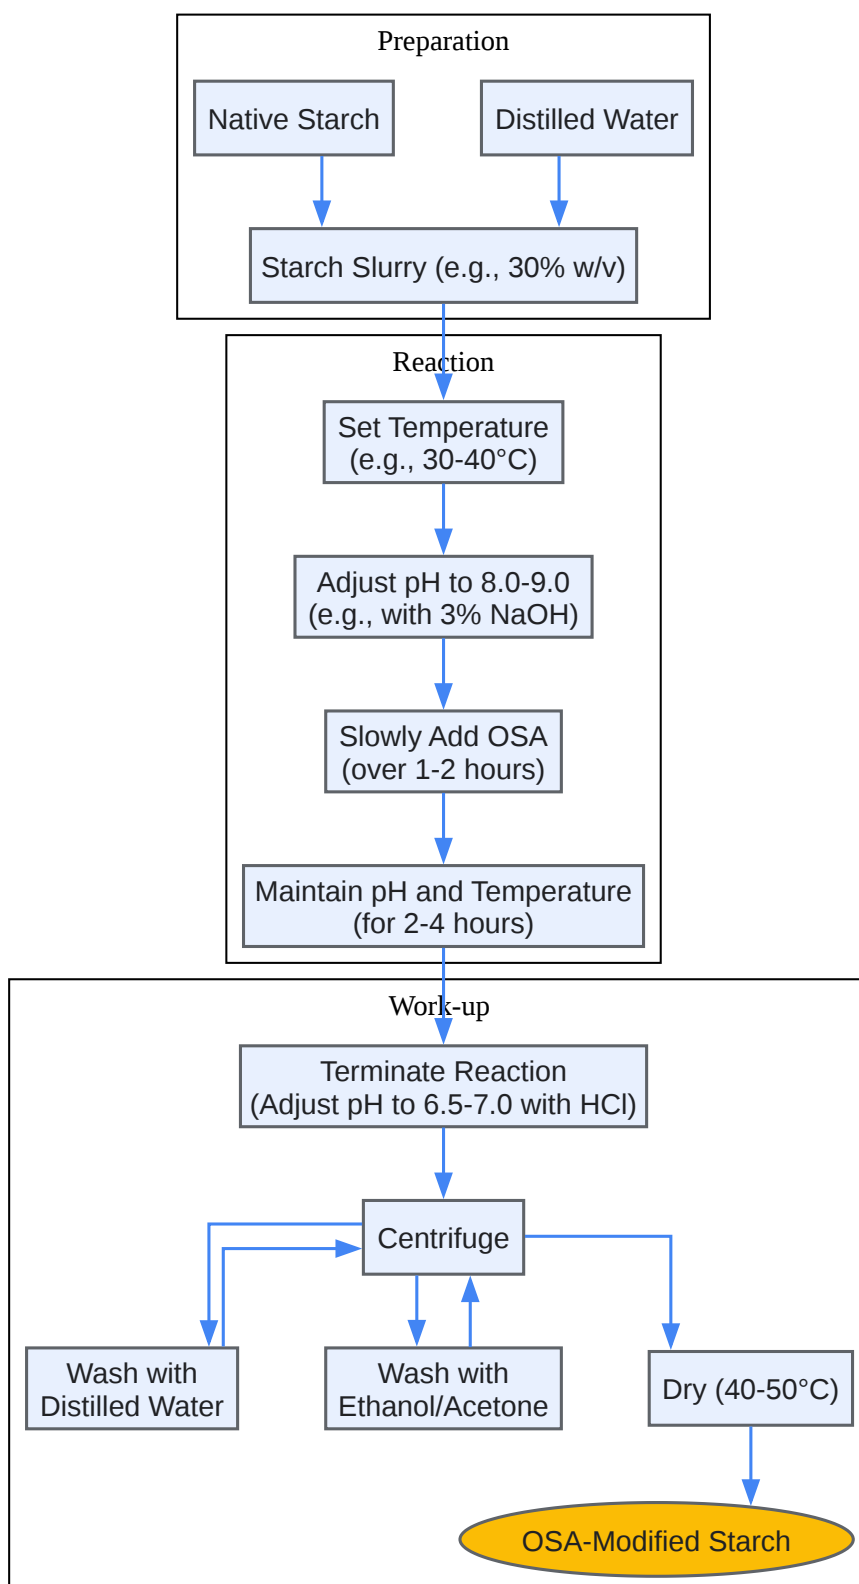 Preparation
Native Starch
Distilled Water
Starch Slurry (e.g., 30% w/v)
Reaction
Set Temperature
(e.g., 30-40°C)
Adjust pH to 8.0-9.0
(e.g., with 3% NaOH)
Slowly Add OSA
(over 1-2 hours)
Maintain pH and Temperature
(for 2-4 hours)
Work-up
Terminate Reaction
(Adjust pH to 6.5-7.0 with HCl)
Centrifuge
Wash with
Distilled Water
Wash with
Ethanol/Acetone
Dry (40-50°C)
OSA-Modified Starch